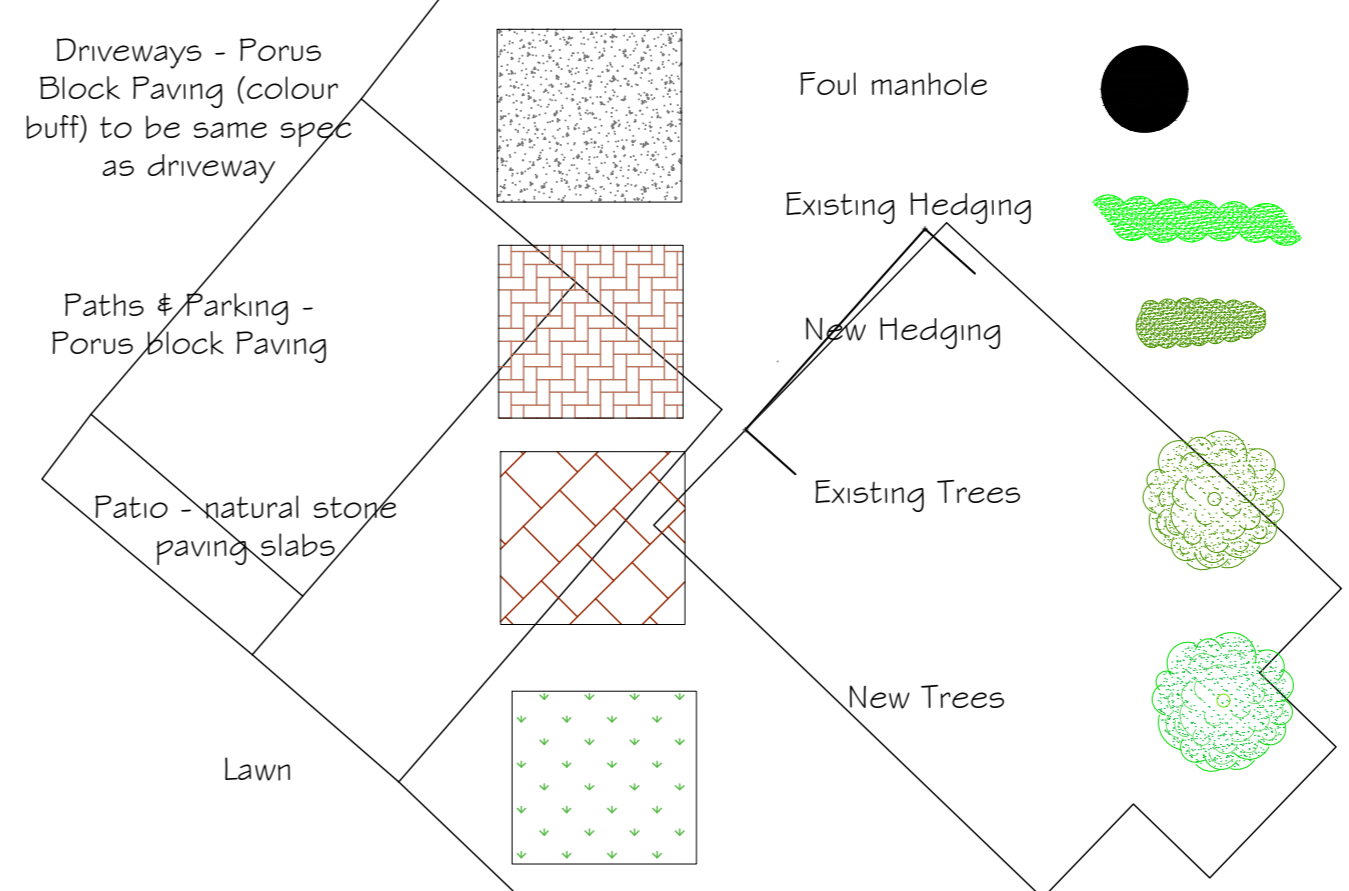 Driveways - Porus
Block Paving (colour
buff) to be same spec
as driveway
Paths & Parking -
Porus block Paving
Patio - natural stone
paving slabs
Lawn
Foul manhole
Existing Hedging
New Hedging
Existing Trees
New Trees